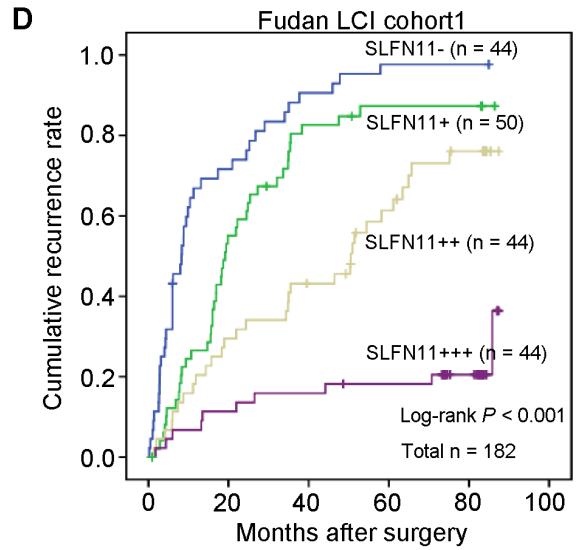 D
Fudan LCI cohort1
SLFN11- (n = 44)
SLFN11+ (n = 50)
SLFN11++ (n = 44)
SLFN11+++ (n = 44)
Log-rank P < 0.001
Total n = 182
Cumulative recurrence rate
1.0
0.8
0.6
0.4
0.2
0.0
0 20 40 60 80 100
Months after surgery